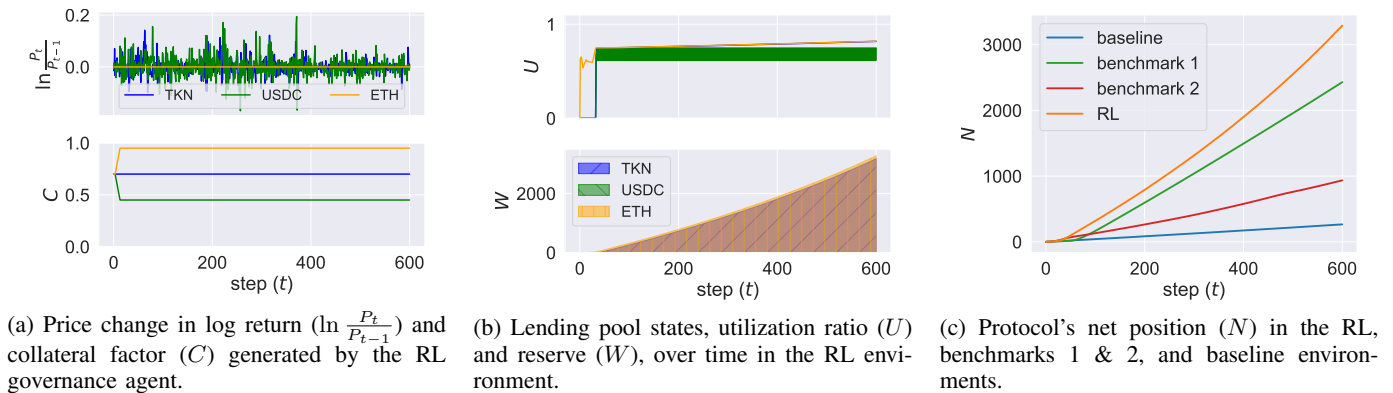 0.2
0.0
ln P_t / P_{t−1}
TKN
USDC
ETH
1.0
0.5
0.0
C
0
200
400
600
step (t)
1
0
U
2000
0
W
TKN
USDC
ETH
0
200
400
600
step (t)
3000
2000
1000
0
N
baseline
benchmark 1
benchmark 2
RL
0
200
400
600
step (t)
(a) Price change in log return (ln P_t / P_{t−1}) and
collateral factor (C) generated by the RL
governance agent.
(b) Lending pool states, utilization ratio (U)
and reserve (W), over time in the RL envi-
ronment.
(c) Protocol's net position (N) in the RL,
benchmarks 1 & 2, and baseline environ-
ments.